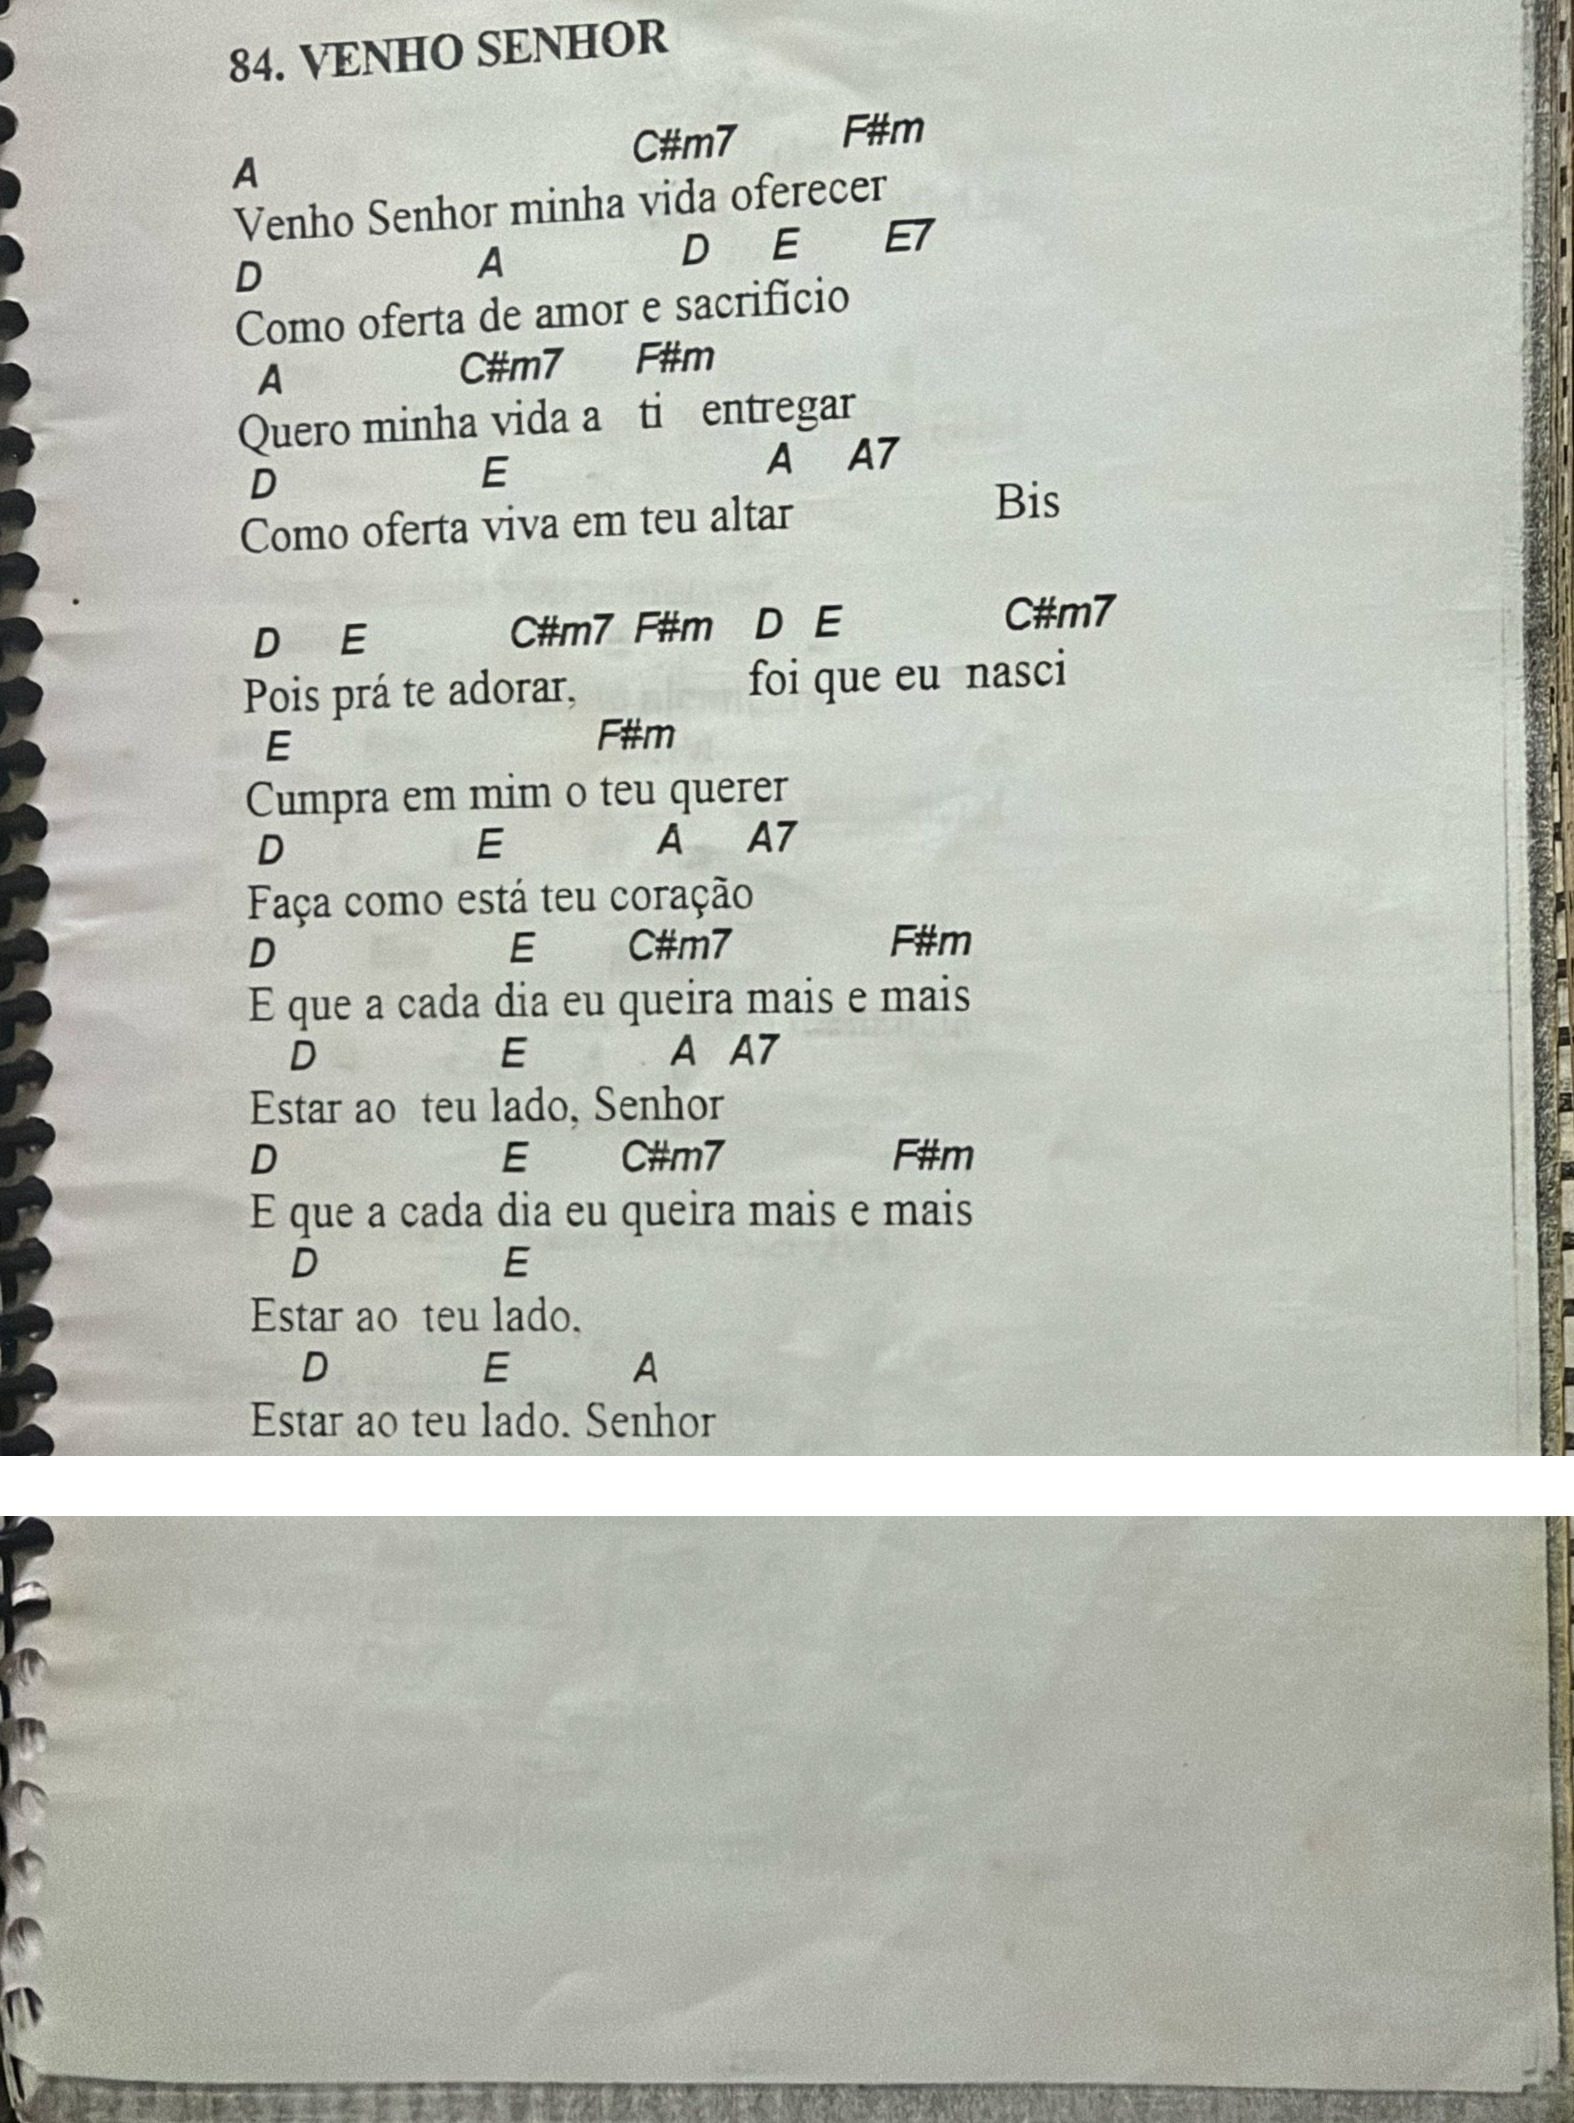 84. VENHO SENHOR
A C#m7 F#m
Venho Senhor minha vida oferecer
D A D E E7
Como oferta de amor e sacrifício
A C#m7 F#m
Quero minha vida a ti entregar
D E A A7
Como oferta viva em teu altar Bis
D E C#m7 F#m D E C#m7
Pois prá te adorar, foi que eu nasci
E F#m
Cumpra em mim o teu querer
D E A A7
Faça como está teu coração
D E C#m7 F#m
E que a cada dia eu queira mais e mais
D E A A7
Estar ao teu lado, Senhor
D E C#m7 F#m
E que a cada dia eu queira mais e mais
D E
Estar ao teu lado.
D E A
Estar ao teu lado. Senhor